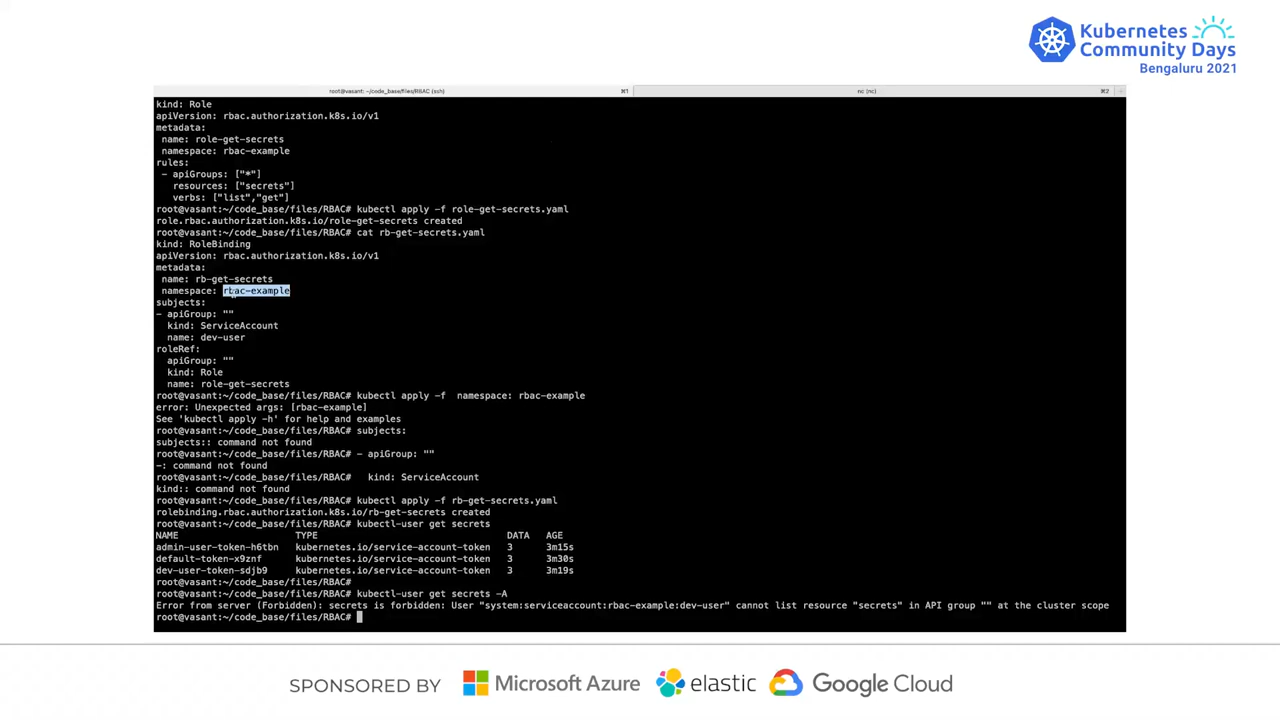 Kubernetes
Community Days
Bengaluru 2021
root@vasant: ~/code_base/files/RBAC (ssh)
⌘1
nc (nc)
⌘2
+
kind: Role
apiVersion: rbac.authorization.k8s.io/v1
metadata:
 name: role-get-secrets
 namespace: rbac-example
rules:
 - apiGroups: ["*"]
   resources: ["secrets"]
   verbs: ["list","get"]
root@vasant:~/code_base/files/RBAC# kubectl apply -f role-get-secrets.yaml
role.rbac.authorization.k8s.io/role-get-secrets created
root@vasant:~/code_base/files/RBAC# cat rb-get-secrets.yaml
kind: RoleBinding
apiVersion: rbac.authorization.k8s.io/v1
metadata:
 name: rb-get-secrets
 namespace: rbac-example
subjects:
- apiGroup: ""
  kind: ServiceAccount
  name: dev-user
roleRef:
  apiGroup: ""
  kind: Role
  name: role-get-secrets
root@vasant:~/code_base/files/RBAC# kubectl apply -f  namespace: rbac-example
error: Unexpected args: [rbac-example]
See 'kubectl apply -h' for help and examples
root@vasant:~/code_base/files/RBAC# subjects:
subjects:: command not found
root@vasant:~/code_base/files/RBAC# - apiGroup: ""
-: command not found
root@vasant:~/code_base/files/RBAC#   kind: ServiceAccount
kind:: command not found
root@vasant:~/code_base/files/RBAC# kubectl apply -f rb-get-secrets.yaml
rolebinding.rbac.authorization.k8s.io/rb-get-secrets created
root@vasant:~/code_base/files/RBAC# kubectl-user get secrets
NAME TYPE DATA AGE
admin-user-token-h6tbn kubernetes.io/service-account-token 3 3m15s
default-token-x9znf kubernetes.io/service-account-token 3 3m30s
dev-user-token-sdjb9 kubernetes.io/service-account-token 3 3m19s
root@vasant:~/code_base/files/RBAC#
root@vasant:~/code_base/files/RBAC# kubectl-user get secrets -A
Error from server (Forbidden): secrets is forbidden: User "system:serviceaccount:rbac-example:dev-user" cannot list resource "secrets" in API group "" at the cluster scope
root@vasant:~/code_base/files/RBAC#
SPONSORED BY Microsoft Azure elastic Google Cloud